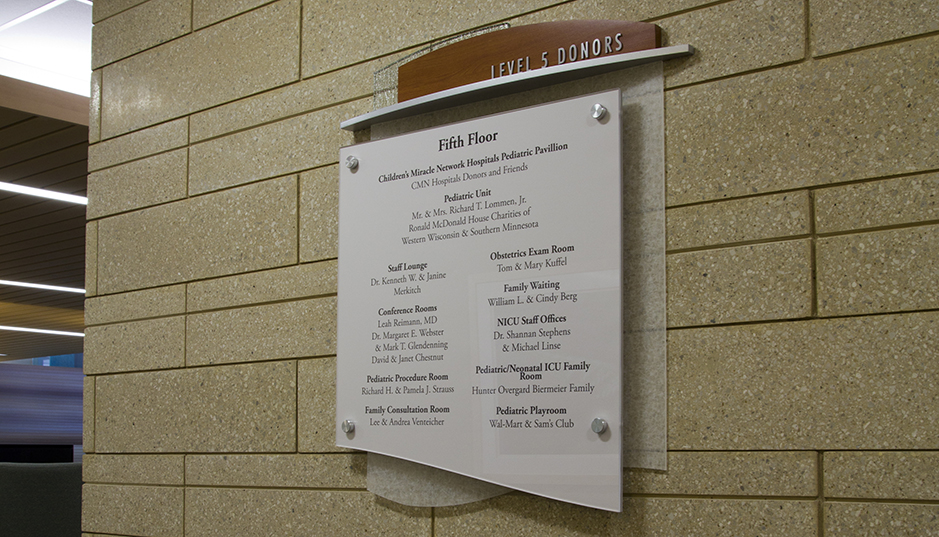 LEVEL 5 DONORS
Fifth Floor
Children's Miracle Network Hospitals Pediatric Pavillion
CMN Hospitals Donors and Friends
Pediatric Unit
Mr. & Mrs. Richard T. Lommen, Jr.
Ronald McDonald House Charities of
Western Wisconsin & Southern Minnesota
Staff Lounge
Dr. Kenneth W. & Janine
Merkitch
Conference Rooms
Leah Reimann, MD
Dr. Margaret E. Webster
& Mark T. Glendenning
David & Janet Chestnut
Pediatric Procedure Room
Richard H. & Pamela J. Strauss
Family Consultation Room
Lee & Andrea Venteicher
Obstetrics Exam Room
Tom & Mary Kuffel
Family Waiting
William L. & Cindy Berg
NICU Staff Offices
Dr. Shannan Stephens
& Michael Linse
Pediatric/Neonatal ICU Family
Room
Hunter Overgard Biermeier Family
Pediatric Playroom
Wal-Mart & Sam's Club